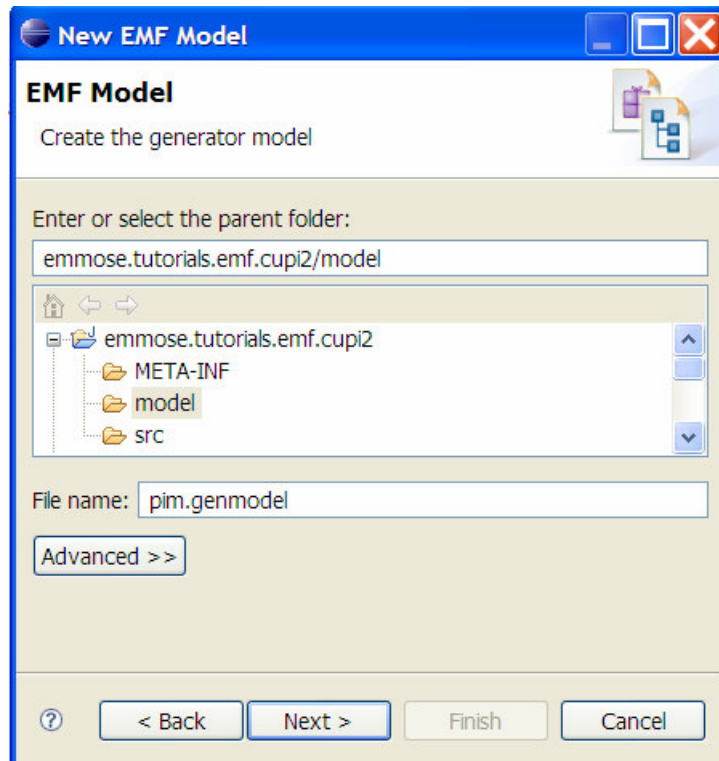 New EMF Model
EMF Model
Create the generator model
Enter or select the parent folder:
emmose.tutorials.emf.cupi2/model
emmose.tutorials.emf.cupi2
META-INF
model
src
File name: pim.genmodel
Advanced >>
? < Back Next > Finish Cancel